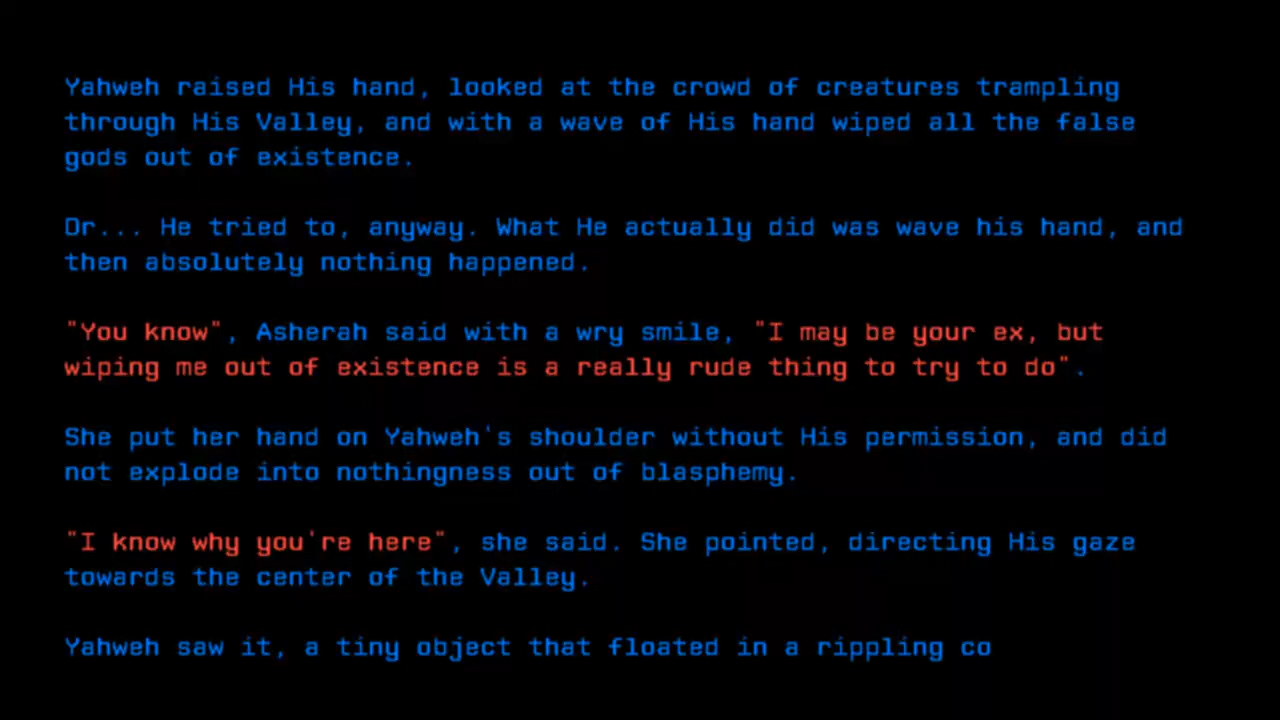 Yahweh raised His hand, looked at the crowd of creatures trampling
through His Valley, and with a wave of His hand wiped all the false
gods out of existence.
Or... He tried to, anyway. What He actually did was wave his hand, and
then absolutely nothing happened.
"You know", Asherah said with a wry smile, "I may be your ex, but
wiping me out of existence is a really rude thing to try to do".
She put her hand on Yahweh's shoulder without His permission, and did
not explode into nothingness out of blasphemy.
"I know why you're here", she said. She pointed, directing His gaze
towards the center of the Valley.
Yahweh saw it, a tiny object that floated in a rippling co